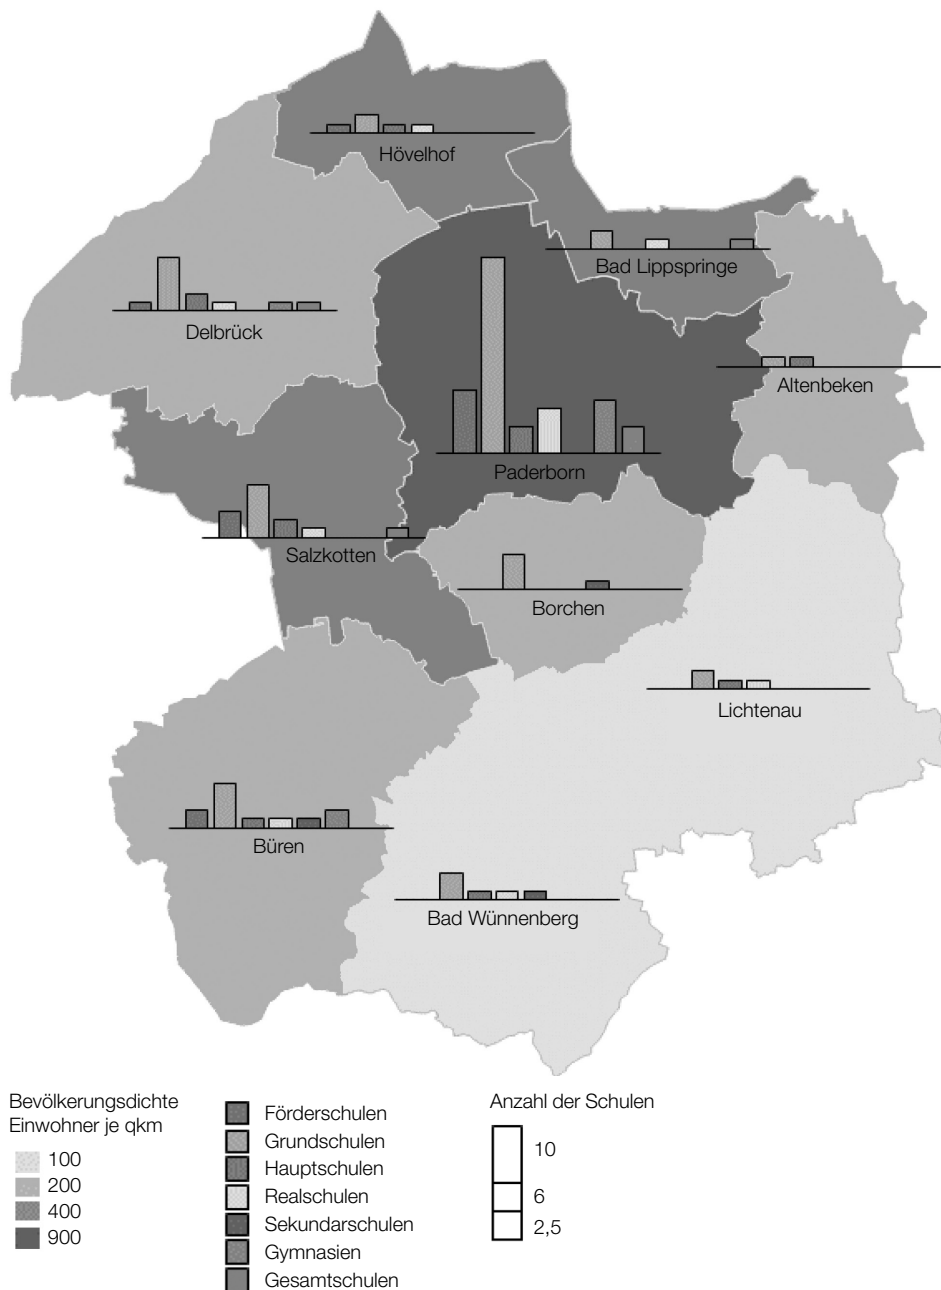 Hövelhof
Bad Lippspringe
Delbrück
Altenbeken
Paderborn
Salzkotten
Borchen
Lichtenau
Büren
Bad Wünnenberg
Bevölkerungsdichte
Einwohner je qkm
100
200
400
900
Förderschulen
Grundschulen
Hauptschulen
Realschulen
Sekundarschulen
Gymnasien
Gesamtschulen
Anzahl der Schulen
10
6
2,5